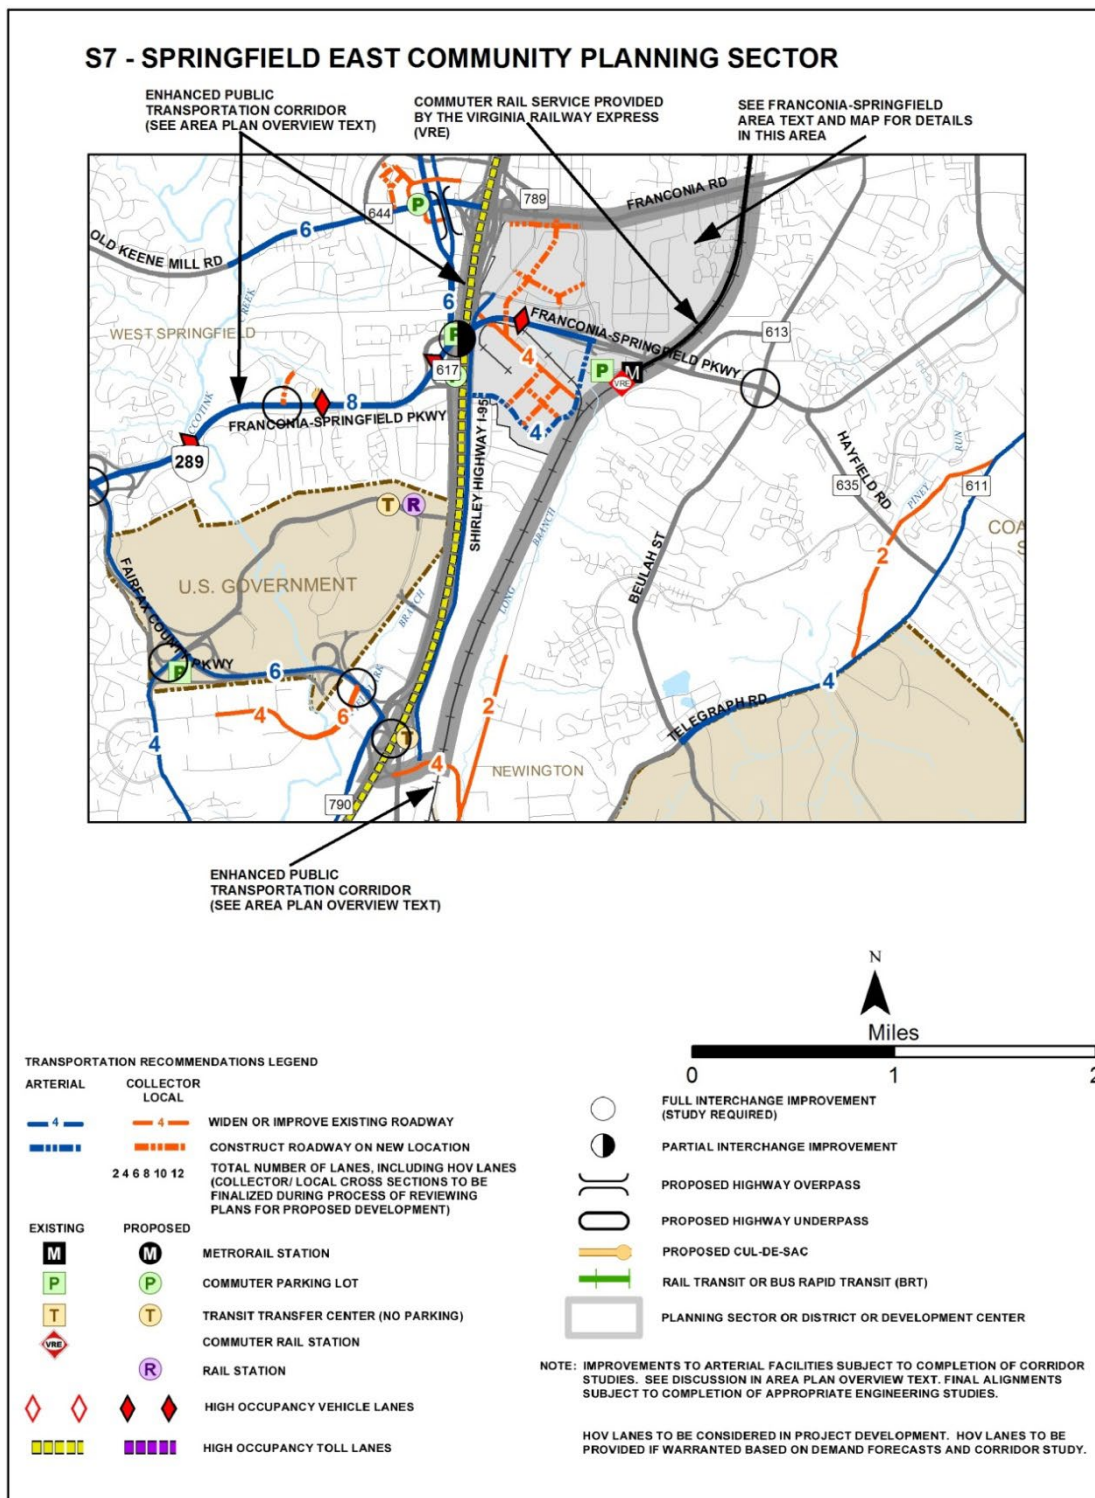 S7 - SPRINGFIELD EAST COMMUNITY PLANNING SECTOR
ENHANCED PUBLIC
TRANSPORTATION CORRIDOR
(SEE AREA PLAN OVERVIEW TEXT)
COMMUTER RAIL SERVICE PROVIDED
BY THE VIRGINIA RAILWAY EXPRESS
(VRE)
SEE FRANCONIA-SPRINGFIELD
AREA TEXT AND MAP FOR DETAILS
IN THIS AREA
789
FRANCONIA RD
P
644
6
OLD KEENE MILL RD
6
CREEK
WEST SPRINGFIELD
FRANCONIA-SPRINGFIELD PKWY
613
P
4
617
P
M
VRE
8
ACCOTINK
FRANCONIA-SPRINGFIELD PKWY
4
289
SHIRLEY HIGHWAY I-95
HAYFIELD RD
635
PINEY
RUN
611
T
R
BRANCH
LONG
COA
S
2
U.S. GOVERNMENT
BEULAH ST
FAIRFAX COUNTY PKWY
BRANCH
P
6
4
6
2
4
TELEGRAPH RD
4
T
4
NEWINGTON
790
ENHANCED PUBLIC
TRANSPORTATION CORRIDOR
(SEE AREA PLAN OVERVIEW TEXT)
N
Miles
0 1 2
TRANSPORTATION RECOMMENDATIONS LEGEND
ARTERIAL
COLLECTOR
LOCAL
4 4 WIDEN OR IMPROVE EXISTING ROADWAY
CONSTRUCT ROADWAY ON NEW LOCATION
2 4 6 8 10 12 TOTAL NUMBER OF LANES, INCLUDING HOV LANES
(COLLECTOR/ LOCAL CROSS SECTIONS TO BE
FINALIZED DURING PROCESS OF REVIEWING
PLANS FOR PROPOSED DEVELOPMENT)
EXISTING PROPOSED
M M METRORAIL STATION
P P COMMUTER PARKING LOT
T T TRANSIT TRANSFER CENTER (NO PARKING)
VRE COMMUTER RAIL STATION
R RAIL STATION
HIGH OCCUPANCY VEHICLE LANES
HIGH OCCUPANCY TOLL LANES
FULL INTERCHANGE IMPROVEMENT
(STUDY REQUIRED)
PARTIAL INTERCHANGE IMPROVEMENT
PROPOSED HIGHWAY OVERPASS
PROPOSED HIGHWAY UNDERPASS
PROPOSED CUL-DE-SAC
RAIL TRANSIT OR BUS RAPID TRANSIT (BRT)
PLANNING SECTOR OR DISTRICT OR DEVELOPMENT CENTER
NOTE: IMPROVEMENTS TO ARTERIAL FACILITIES SUBJECT TO COMPLETION OF CORRIDOR
STUDIES. SEE DISCUSSION IN AREA PLAN OVERVIEW TEXT. FINAL ALIGNMENTS
SUBJECT TO COMPLETION OF APPROPRIATE ENGINEERING STUDIES.
HOV LANES TO BE CONSIDERED IN PROJECT DEVELOPMENT. HOV LANES TO BE
PROVIDED IF WARRANTED BASED ON DEMAND FORECASTS AND CORRIDOR STUDY.